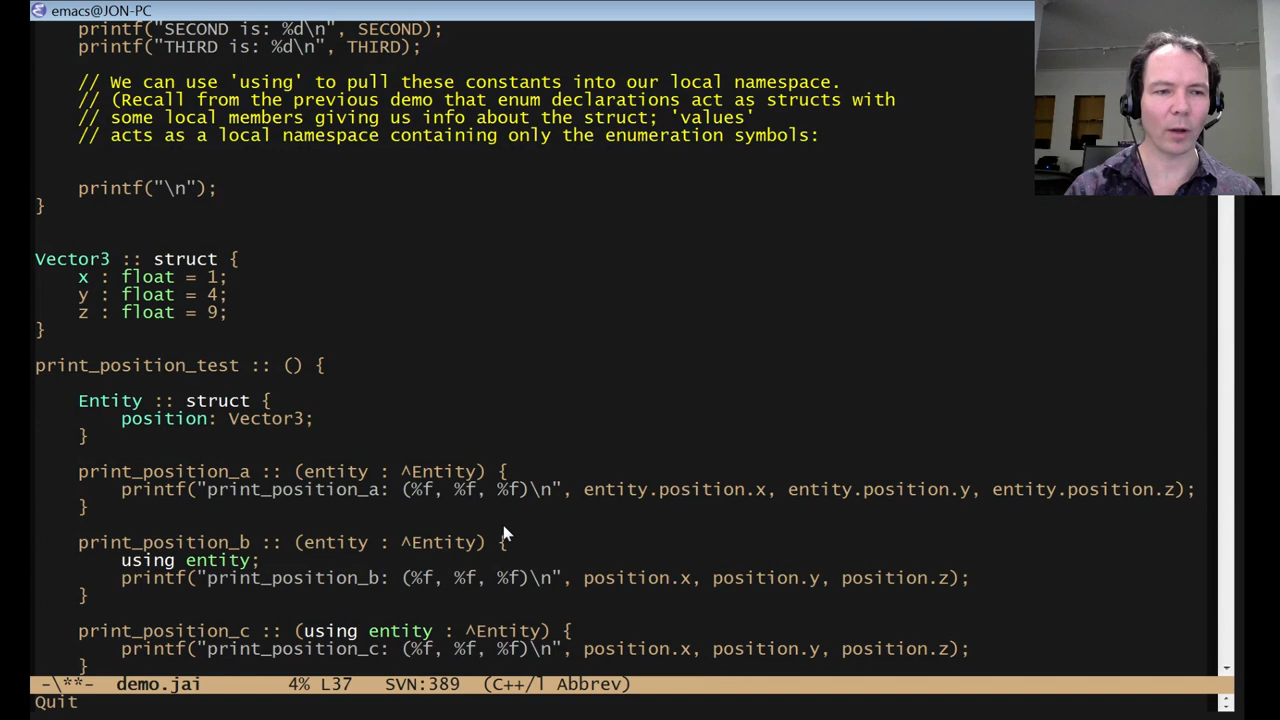 emacs@JON-PC
printf("SECOND is: %d\n", SECOND);
printf("THIRD is: %d\n", THIRD);
// We can use 'using' to pull these constants into our local namespace.
// (Recall from the previous demo that enum declarations act as structs with
// some local members giving us info about the struct; 'values'
// acts as a local namespace containing only the enumeration symbols:
printf("\n");
}
Vector3 :: struct {
x : float = 1;
y : float = 4;
z : float = 9;
}
print_position_test :: () {
Entity :: struct {
position: Vector3;
}
print_position_a :: (entity : ^Entity) {
printf("print_position_a: (%f, %f, %f)\n", entity.position.x, entity.position.y, entity.position.z);
}
print_position_b :: (entity : ^Entity) {
using entity;
printf("print_position_b: (%f, %f, %f)\n", position.x, position.y, position.z);
}
print_position_c :: (using entity : ^Entity) {
printf("print_position_c: (%f, %f, %f)\n", position.x, position.y, position.z);
}
-\**- demo.jai 4% L37 SVN:389 (C++/l Abbrev)
Quit